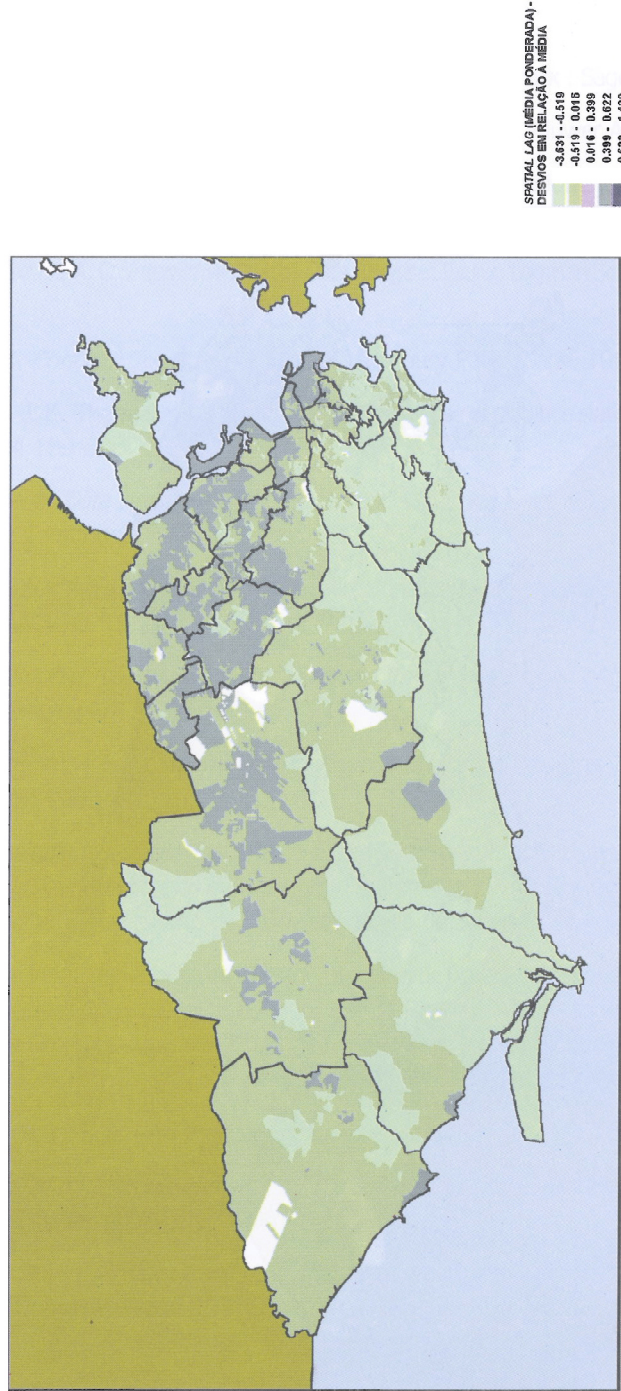 SPATIAL LAG (MÉDIA PONDERADA) -
DESVIOS EM RELAÇÃO À MÉDIA
-3.631 - -0.519
-0.519 - 0.016
0.016 - 0.399
0.399 - 0.622